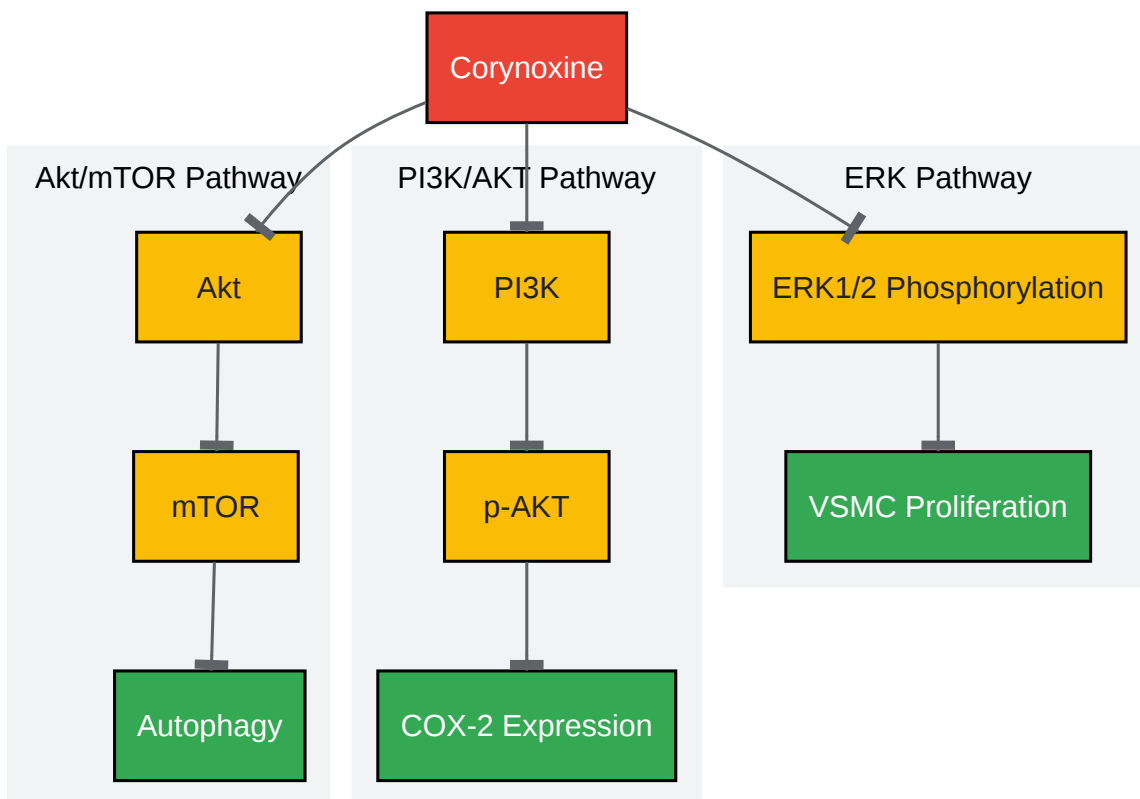 Corynoxine
Akt/mTOR Pathway
PI3K/AKT Pathway
ERK Pathway
Akt
PI3K
ERK1/2 Phosphorylation
mTOR
p-AKT
VSMC Proliferation
Autophagy
COX-2 Expression